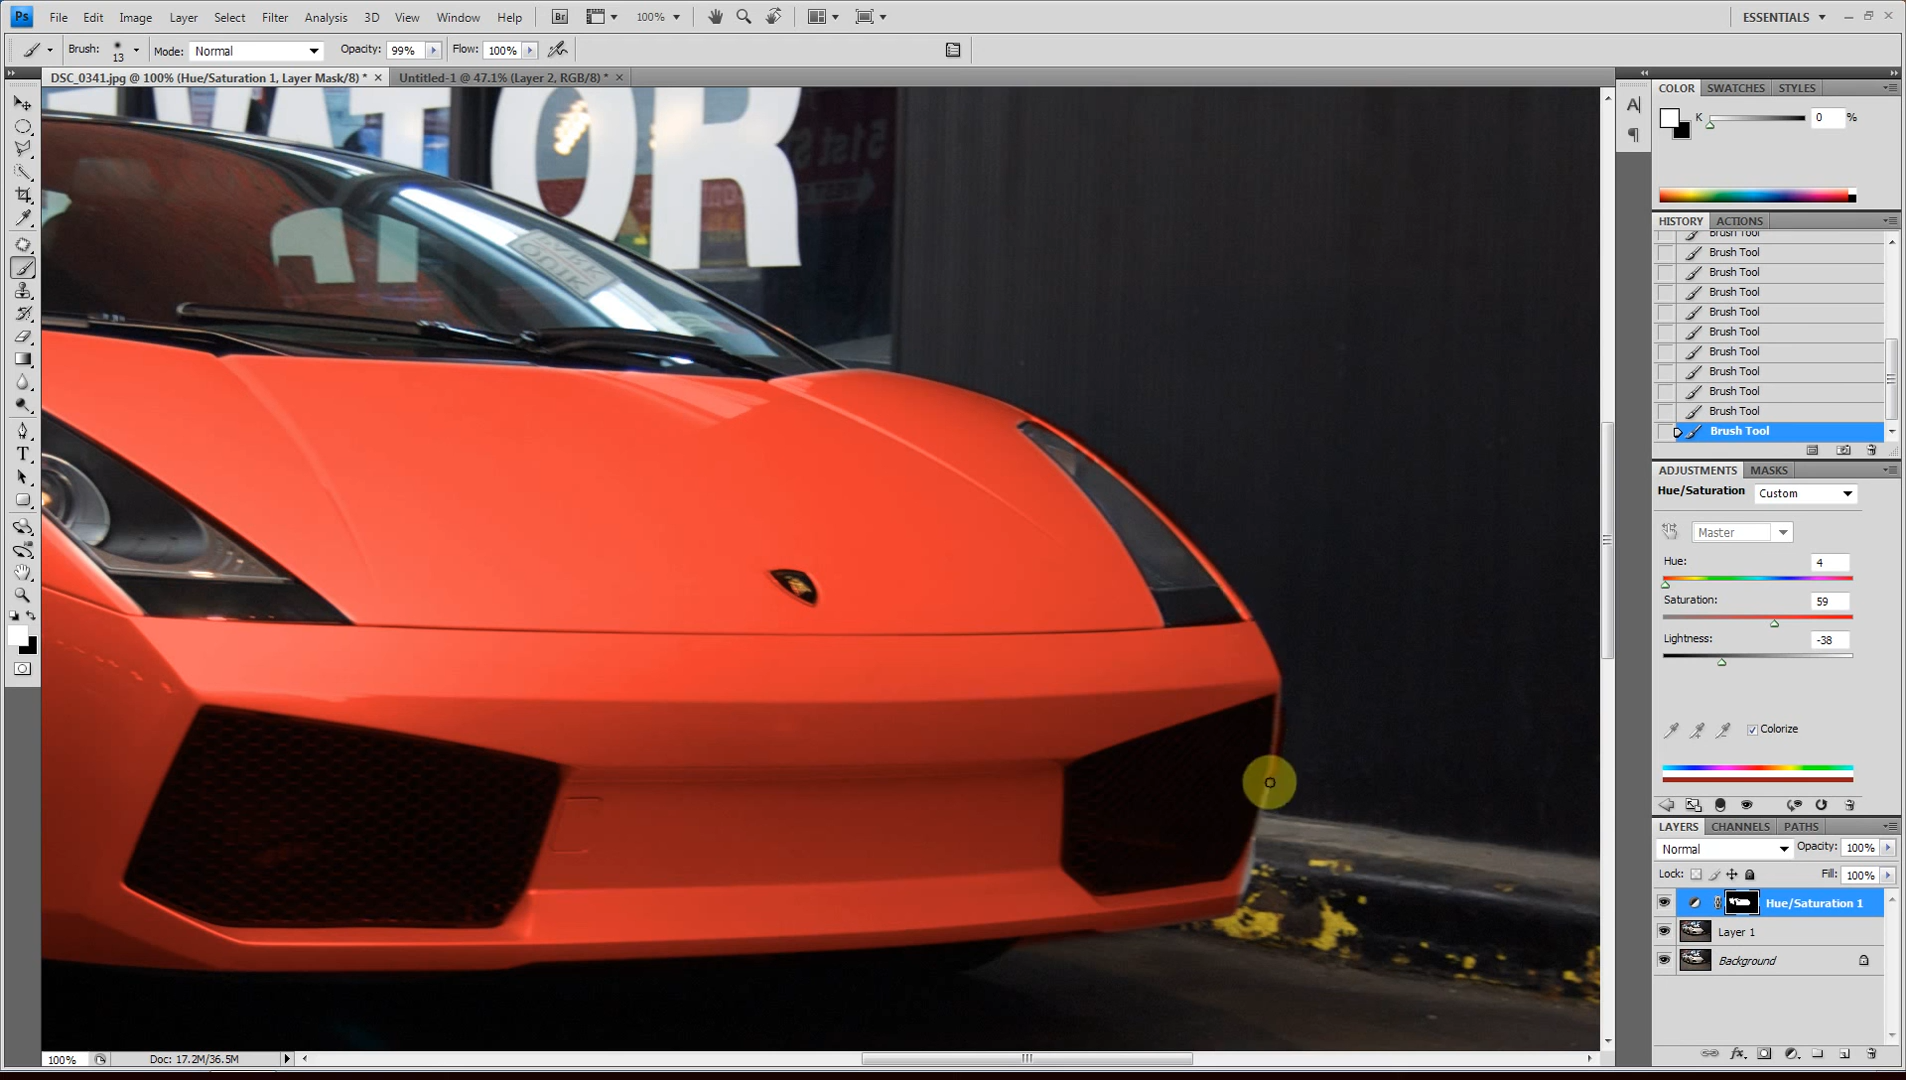 Ps File Edit Image Layer Select Filter Analysis 3D View Window Help Br 100% ESSENTIALS
Brush: 13 Mode: Normal Opacity: 99% Flow: 100%
DSC_0341.jpg @ 100% (Hue/Saturation 1, Layer Mask/8) * × Untitled-1 @ 47.1% (Layer 2, RGB/8) * ×
VATOR
51st
COLOR SWATCHES STYLES
K 0 %
HISTORY ACTIONS
Brush Tool
Brush Tool
Brush Tool
Brush Tool
Brush Tool
Brush Tool
Brush Tool
Brush Tool
Brush Tool
Brush Tool
Brush Tool
ADJUSTMENTS MASKS
Hue/Saturation Custom
Master
Hue: 4
Saturation: 59
Lightness: -38
Colorize
LAYERS CHANNELS PATHS
Normal Opacity: 100%
Lock: Fill: 100%
Hue/Saturation 1
Layer 1
Background
100% Doc: 17.2M/36.5M